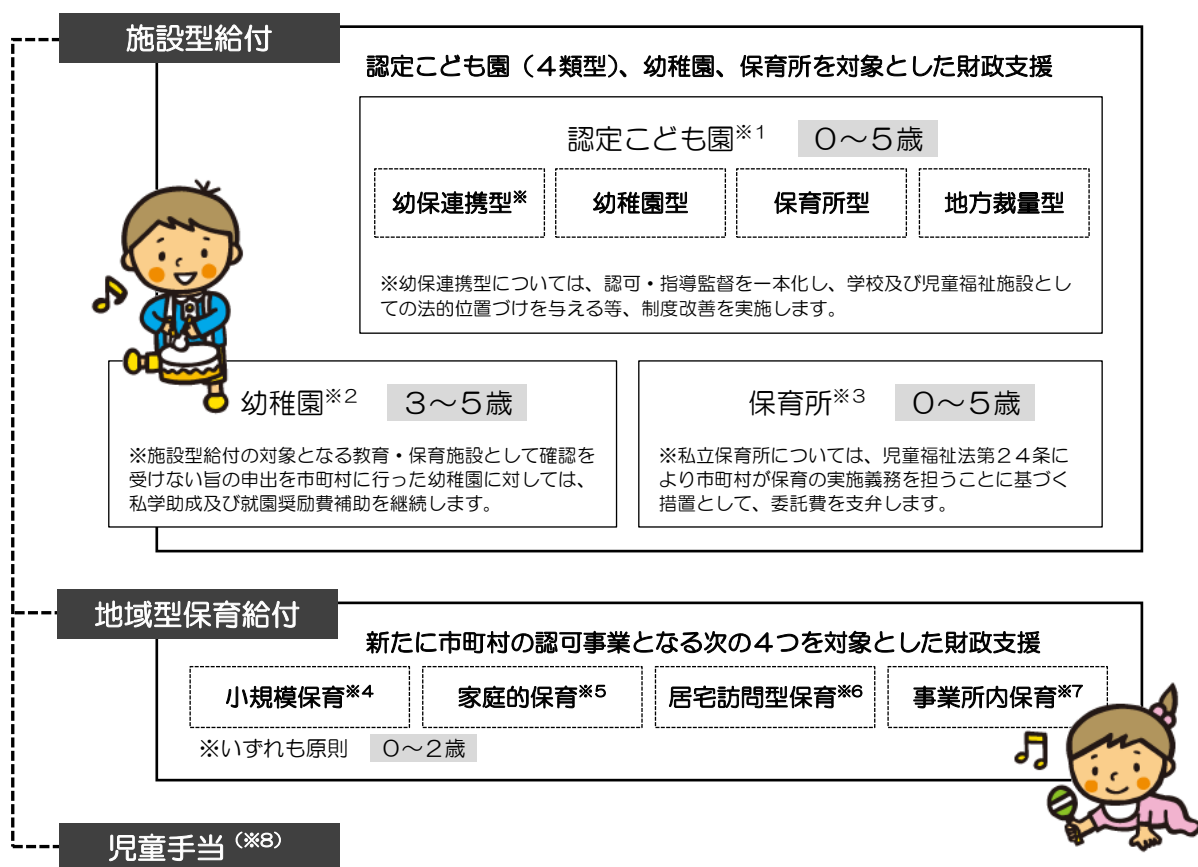 施設型給付
認定こども園(4類型)、幼稚園、保育所を対象とした財政支援
認定こども園※1 0~5歳
幼保連携型※ 幼稚園型 保育所型 地方裁量型
※幼保連携型については、認可・指導監督を一本化し、学校及び児童福祉施設とし
ての法的位置づけを与える等、制度改善を実施します。
幼稚園※2 3~5歳
※施設型給付の対象となる教育・保育施設として確認を
受けない旨の申出を市町村に行った幼稚園に対しては、
私学助成及び就園奨励費補助を継続します。
保育所※3 0~5歳
※私立保育所については、児童福祉法第24条に
より市町村が保育の実施義務を担うことに基づく
措置として、委託費を支弁します。
地域型保育給付
新たに市町村の認可事業となる次の4つを対象とした財政支援
小規模保育※4 家庭的保育※5 居宅訪問型保育※6 事業所内保育※7
※いずれも原則 0~2歳
児童手当(※8)